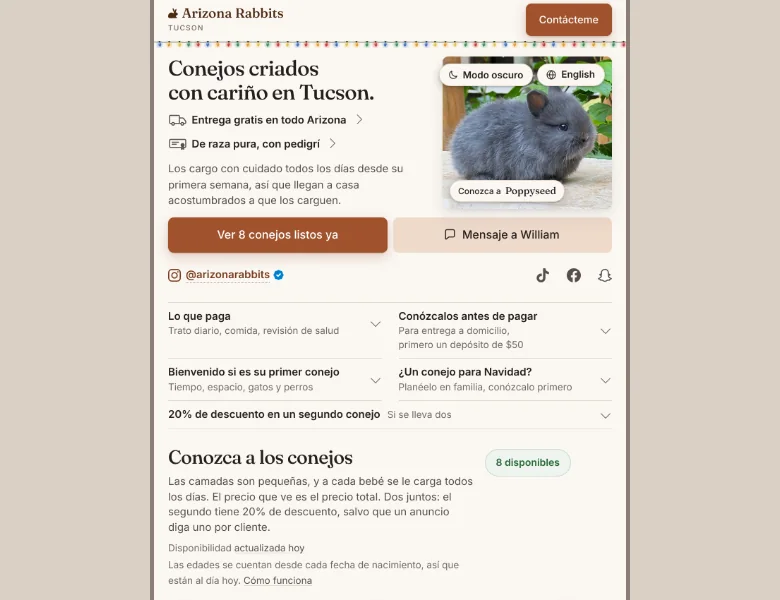 Arizona Rabbits
TUCSON
Contácteme
Conejos criados
con cariño en Tucson.
Entrega gratis en todo Arizona
De raza pura, con pedigrí
Los cargo con cuidado todos los días desde su
primera semana, así que llegan a casa
acostumbrados a que los carguen.
Modo oscuro
English
Conozca a Poppyseed
Ver 8 conejos listos ya
Mensaje a William
@arizonarabbits
Lo que paga
Trato diario, comida, revisión de salud
Conózcalos antes de pagar
Para entrega a domicilio,
primero un depósito de $50
Bienvenido si es su primer conejo
Tiempo, espacio, gatos y perros
¿Un conejo para Navidad?
Planéelo en familia, conózcalo primero
20% de descuento en un segundo conejo Si se lleva dos
Conozca a los conejos
8 disponibles
Las camadas son pequeñas, y a cada bebé se le carga todos
los días. El precio que ve es el precio total. Dos juntos: el
segundo tiene 20% de descuento, salvo que un anuncio
diga uno por cliente.
Disponibilidad actualizada hoy
Las edades se cuentan desde cada fecha de nacimiento, así que
están al día hoy. Cómo funciona